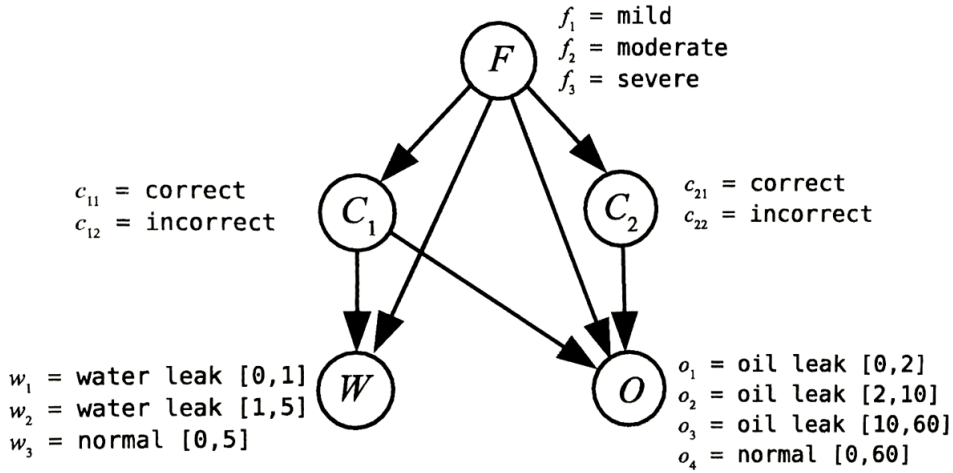 f₁ = mild
F
f₂ = moderate
f₃ = severe
c₁₁ = correct
c₁₂ = incorrect
C₁
C₂
c₂₁ = correct
c₂₂ = incorrect
w₁ = water leak [0,1]
w₂ = water leak [1,5]
w₃ = normal [0,5]
W
O
o₁ = oil leak [0,2]
o₂ = oil leak [2,10]
o₃ = oil leak [10,60]
o₄ = normal [0,60]